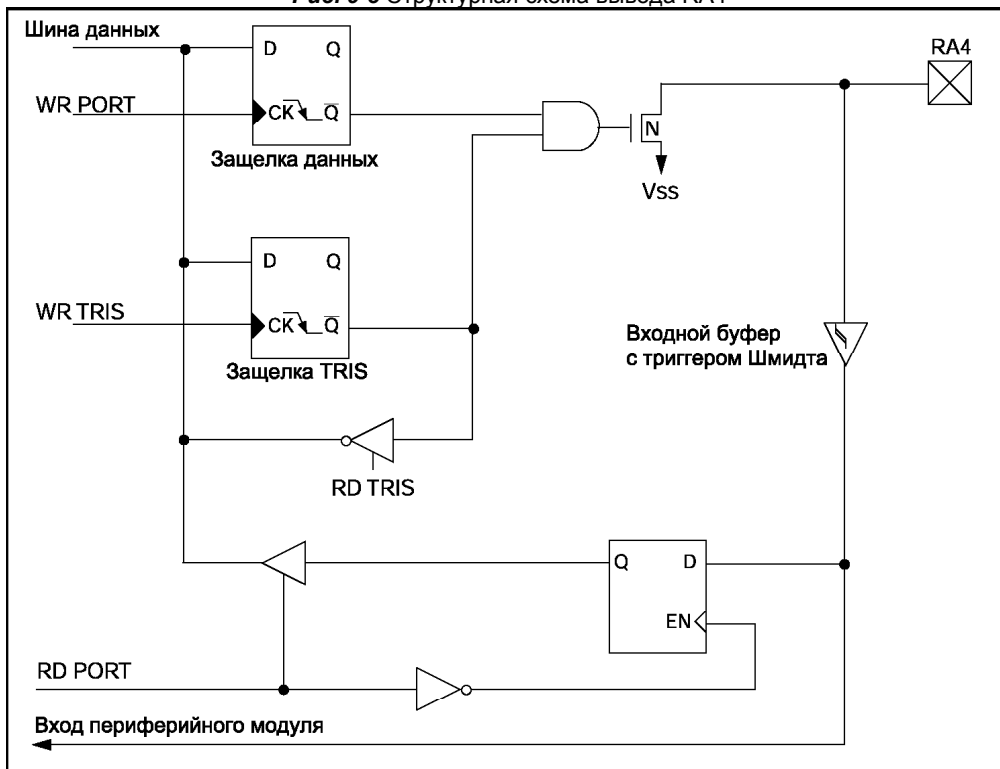 Шина данных
D Q
RA4
WR PORT
CK Q
N
Защелка данных
Vss
D Q
WR TRIS
CK Q
Входной буфер
с триггером Шмидта
Защелка TRIS
RD TRIS
Q D
EN
RD PORT
Вход периферийного модуля